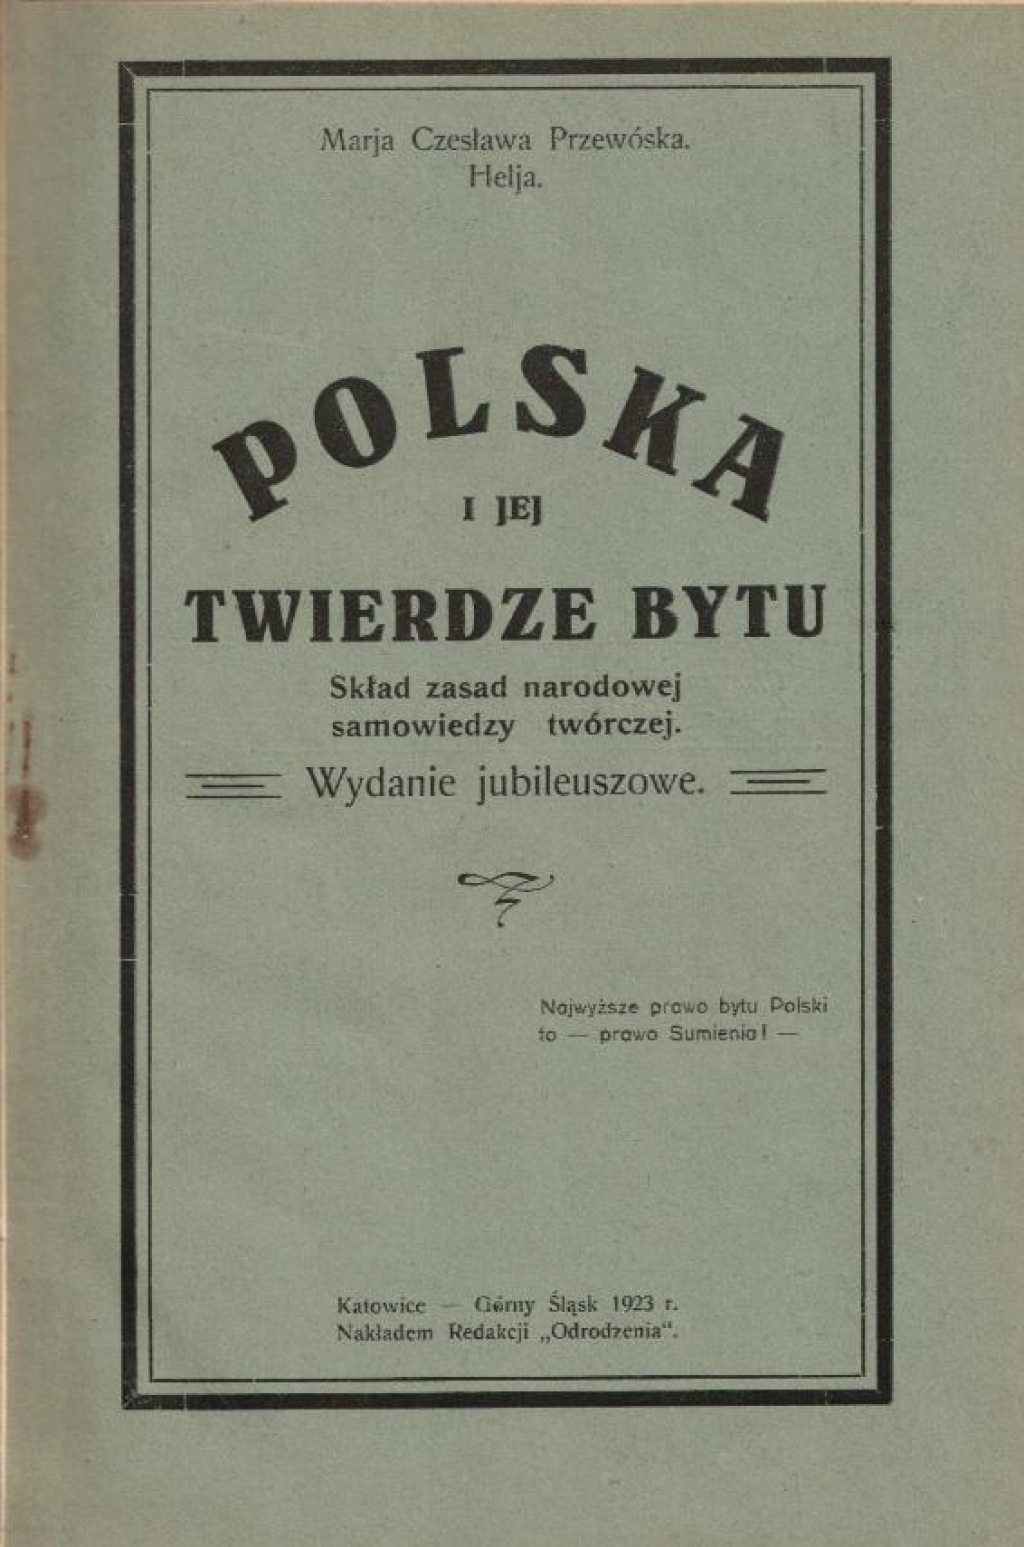 Marja Czesława Przewóska.
Helja.
POLSKA
I JEJ
TWIERDZE BYTU
Skład zasad narodowej
samowiedzy twórczej.
Wydanie jubileuszowe.
Najwyższe prawo bytu Polski
to — prawo Sumienia! —
Katowice — Górny Śląsk 1923 r.
Nakładem Redakcji „Odrodzenia“.